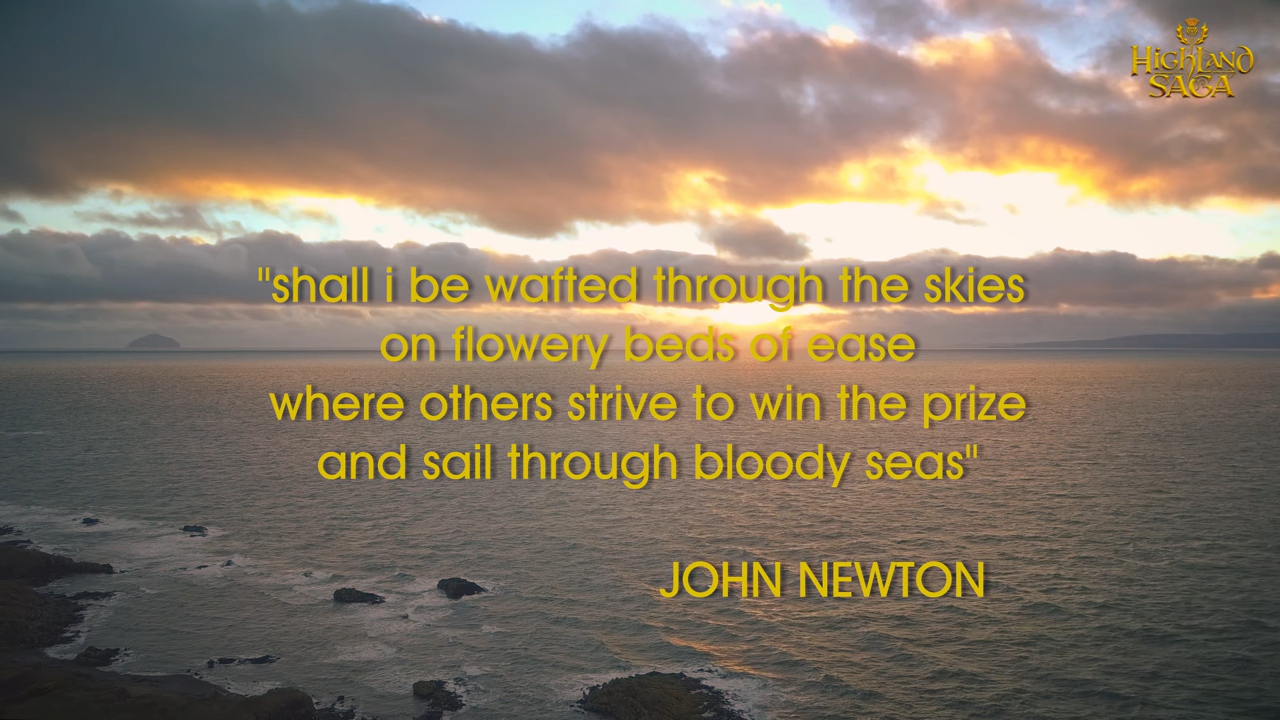 HIGHLAND
SAGA
"shall i be wafted through the skies
on flowery beds of ease
where others strive to win the prize
and sail through bloody seas"
JOHN NEWTON